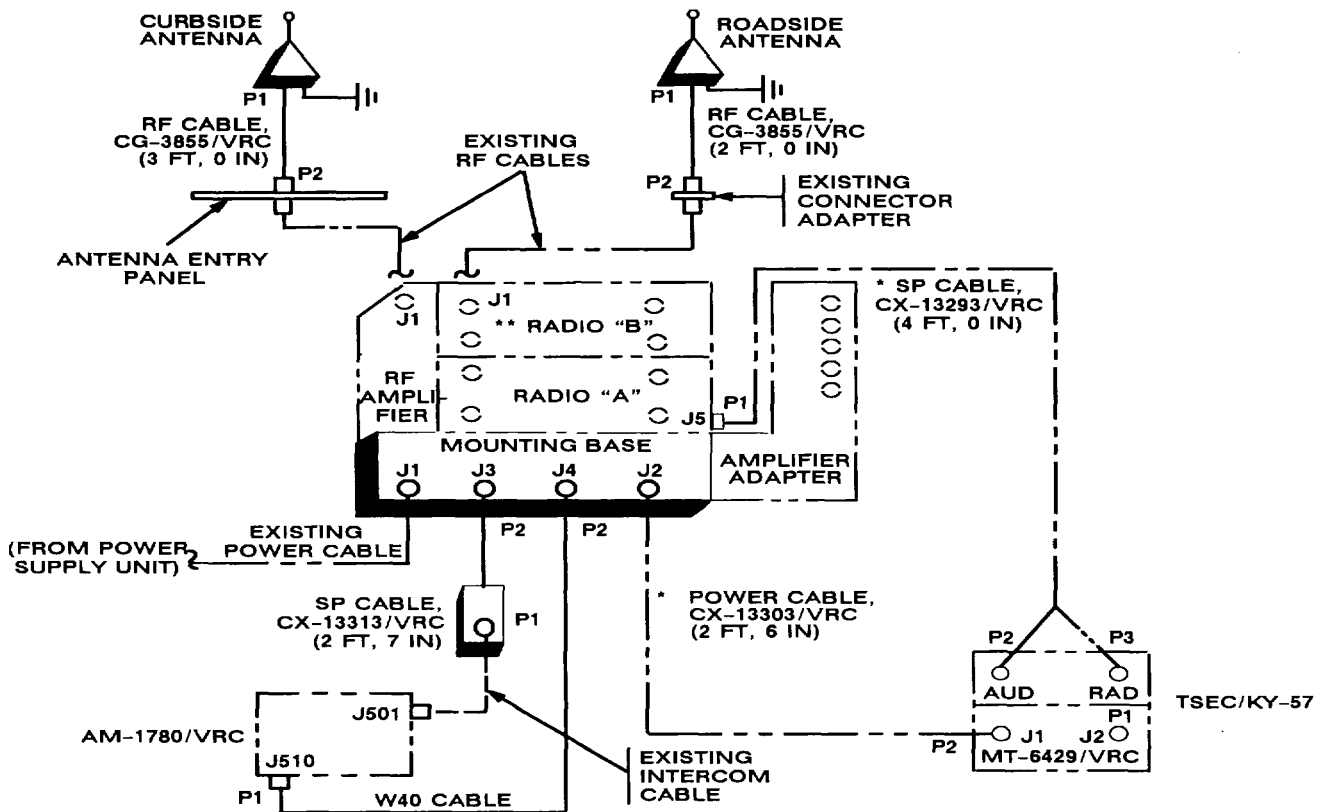 CURBSIDE
ANTENNA
ROADSIDE
ANTENNA
P1
P1
RF CABLE,
CG-3855/VRC
(3 FT, 0 IN)
EXISTING
RF CABLES
RF CABLE,
CG-3855/VRC
(2 FT, 0 IN)
P2
P2
EXISTING
CONNECTOR
ADAPTER
ANTENNA ENTRY
PANEL
* SP CABLE,
CX-13293/VRC
(4 FT, 0 IN)
J1
J1
** RADIO "B"
RF
AMPLI-
FIER
RADIO "A"
J5
P1
MOUNTING BASE
J1
J3
J4
J2
AMPLIFIER
ADAPTER
EXISTING
POWER CABLE
(FROM POWER
SUPPLY UNIT)
P2
P2
SP CABLE,
CX-13313/VRC
(2 FT, 7 IN)
P1
* POWER CABLE,
CX-13303/VRC
(2 FT, 6 IN)
P2
P3
AUD
RAD
TSEC/KY-57
P1
J1
J2
P2
MT-6429/VRC
J501
AM-1780/VRC
J510
P1
W40 CABLE
EXISTING
INTERCOM
CABLE